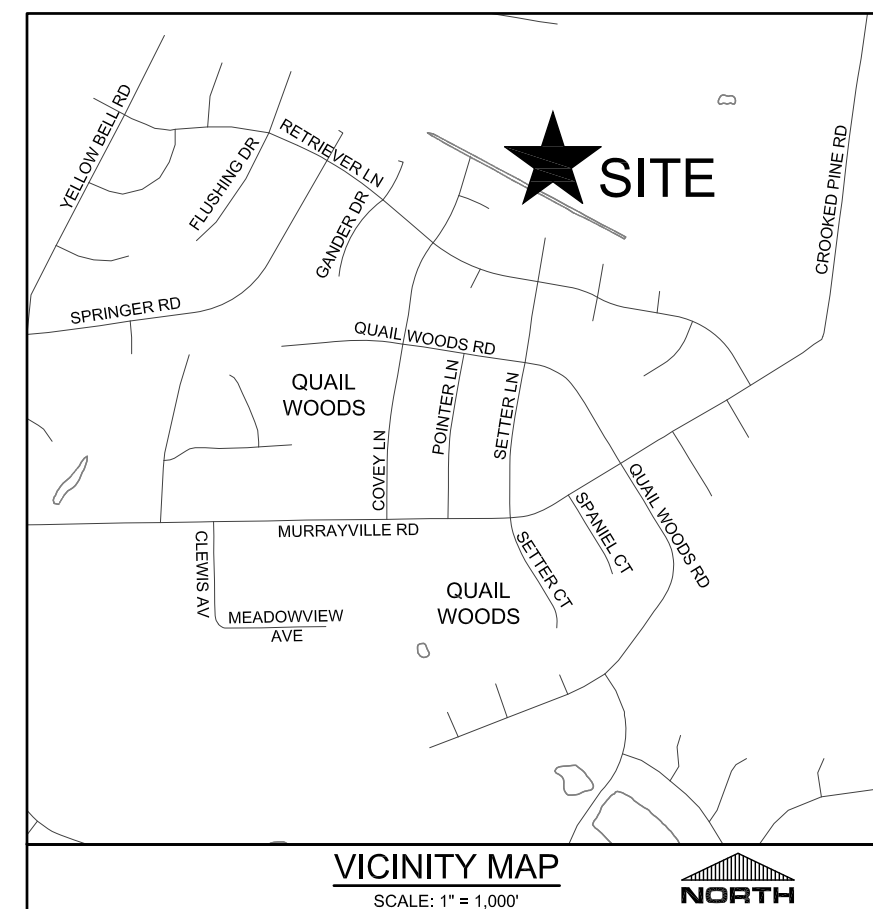 YELLOW BELL RD
FLUSHING DR
RETRIEVER LN
GANDER DR
SITE
CROOKED PINE RD
SPRINGER RD
QUAIL WOODS RD
QUAIL
WOODS
COVEY LN
POINTER LN
SETTER LN
MURRAYVILLE RD
CLEWIS AV
MEADOWVIEW
AVE
QUAIL
WOODS
SETTER CT
SPANIEL CT
QUAIL WOODS RD
VICINITY MAP
SCALE: 1" = 1,000'
NORTH